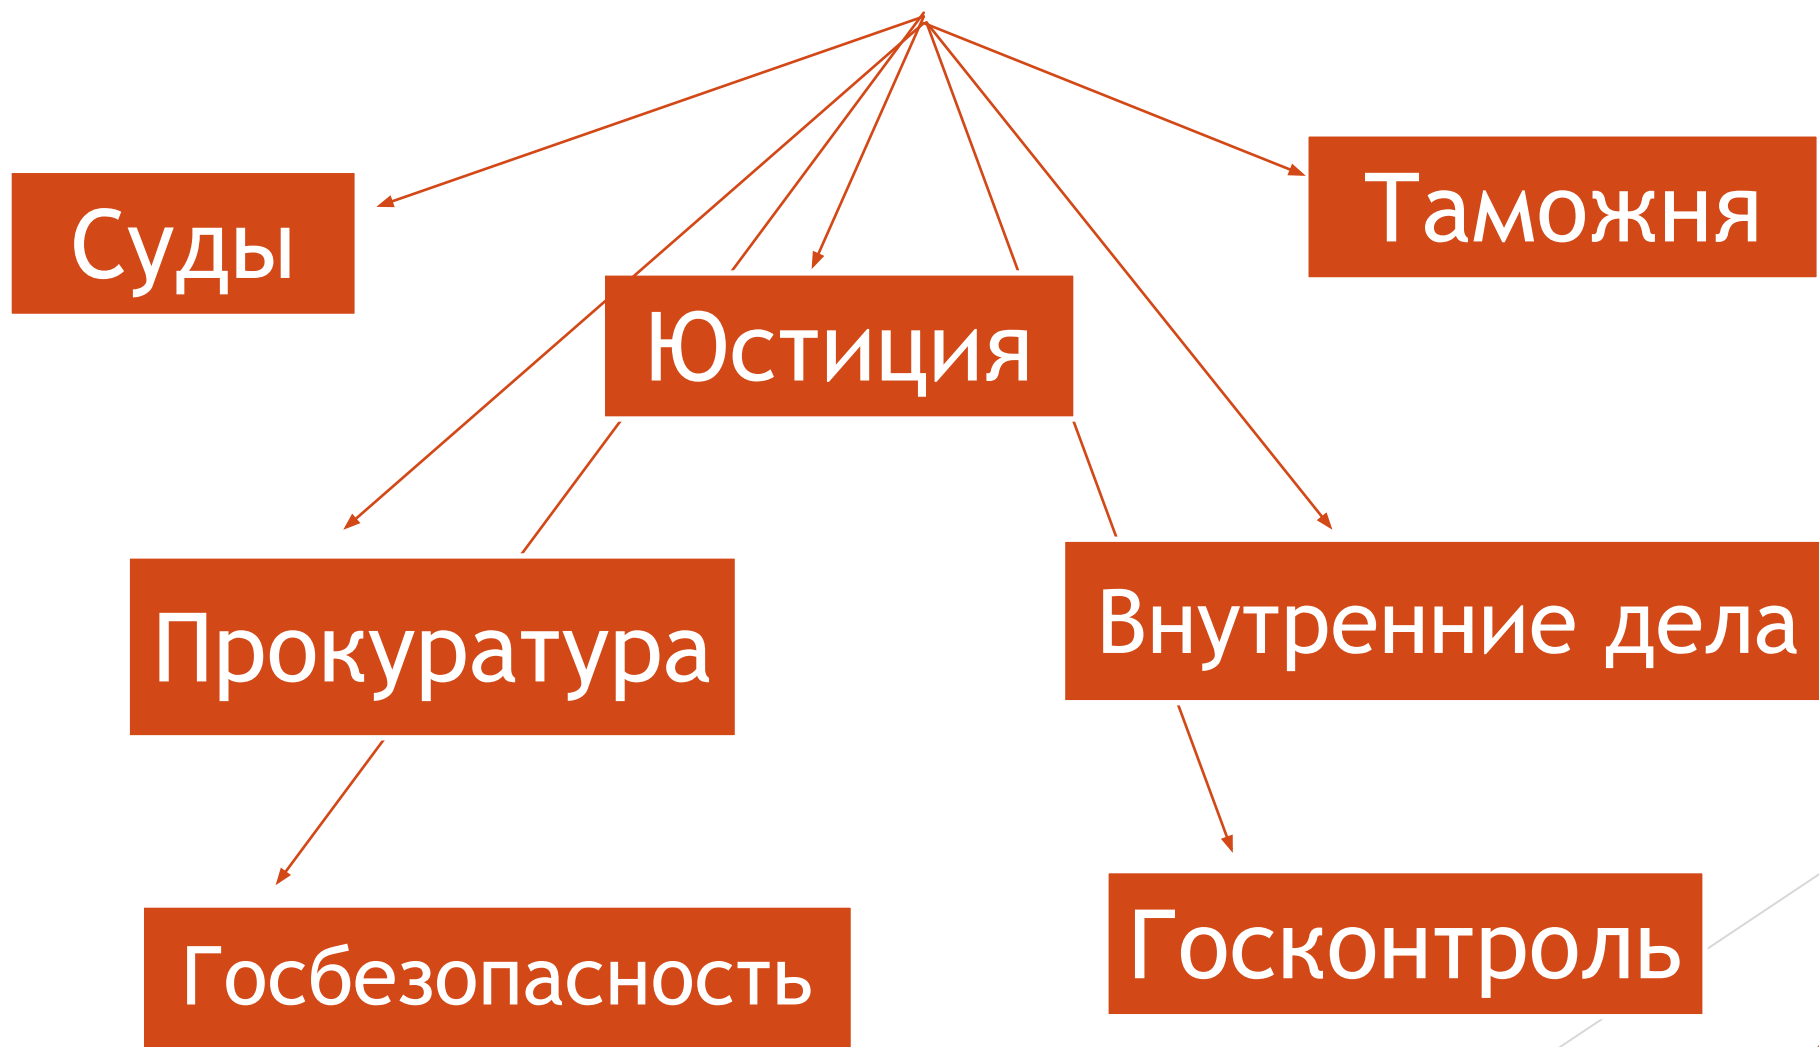 Суды
Таможня
Юстиция
Прокуратура
Внутренние дела
Госбезопасность
Госконтроль